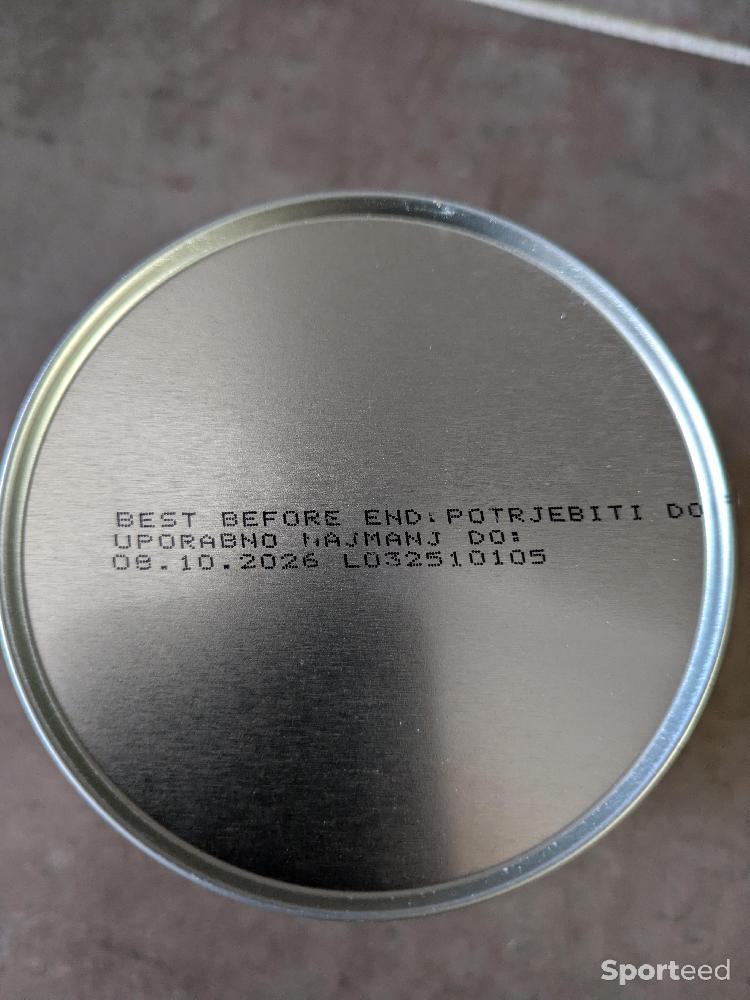 BEST BEFORE END:POTRJEBITI DO
UPORABNO NAJMANJ DO:
08.10.2026 L032510105
Sporteed